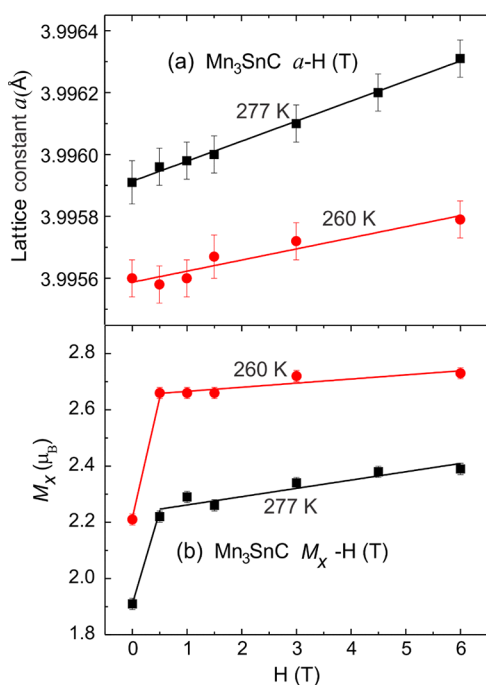 3.9964
(a) Mn₃SnC a-H (T)
3.9962
277 K
3.9960
Lattice constant a(Å)
3.9958
260 K
3.9956
2.8
260 K
2.6
2.4
Mₓ(μ_B)
277 K
2.2
(b) Mn₃SnC Mₓ -H (T)
2.0
1.8
0 1 2 3 4 5 6
H (T)